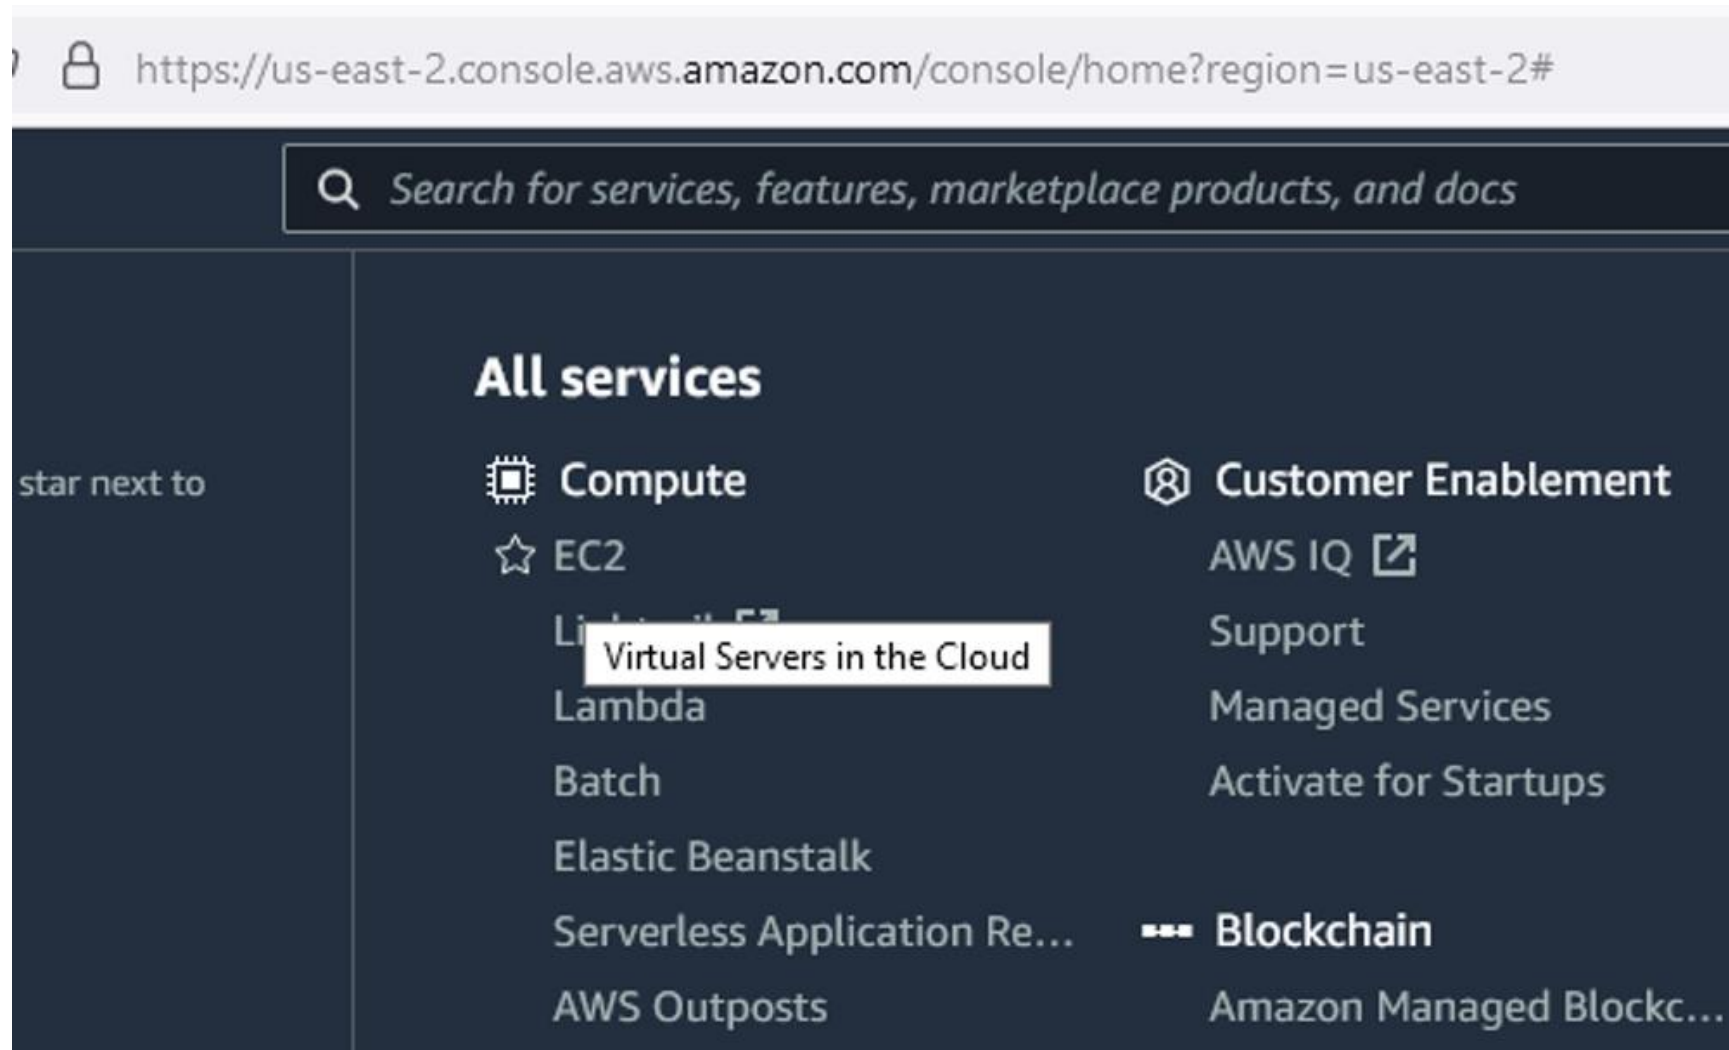 https://us-east-2.console.aws.amazon.com/console/home?region=us-east-2#
Search for services, features, marketplace products, and docs
star next to
All services
Compute
EC2
Virtual Servers in the Cloud
Lambda
Batch
Elastic Beanstalk
Serverless Application Re...
AWS Outposts
Customer Enablement
AWS IQ
Support
Managed Services
Activate for Startups
Blockchain
Amazon Managed Blockc...